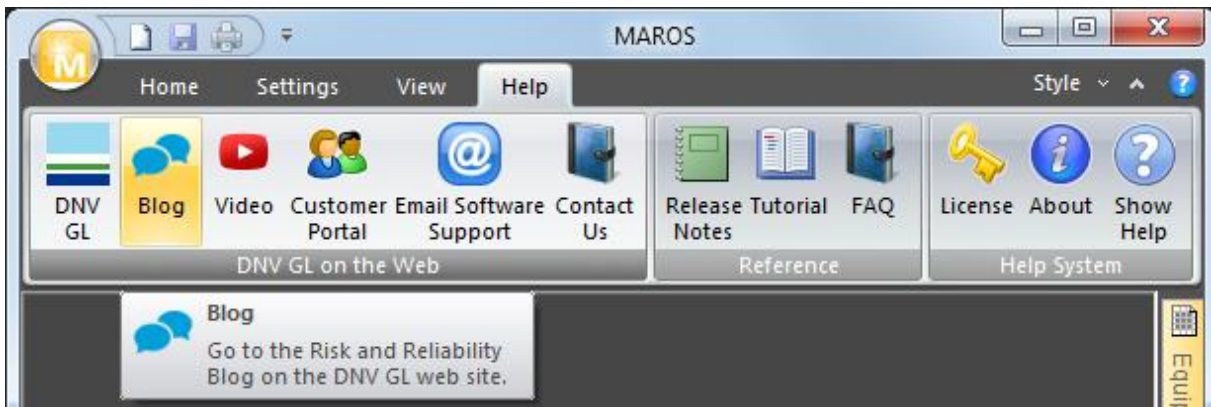 MAROS
M
Home Settings View Help Style
DNV GL Blog Video Customer Portal Email Software Support Contact Us Release Notes Tutorial FAQ License About Show Help
DNV GL on the Web Reference Help System
Blog
Go to the Risk and Reliability
Blog on the DNV GL web site.
Equip